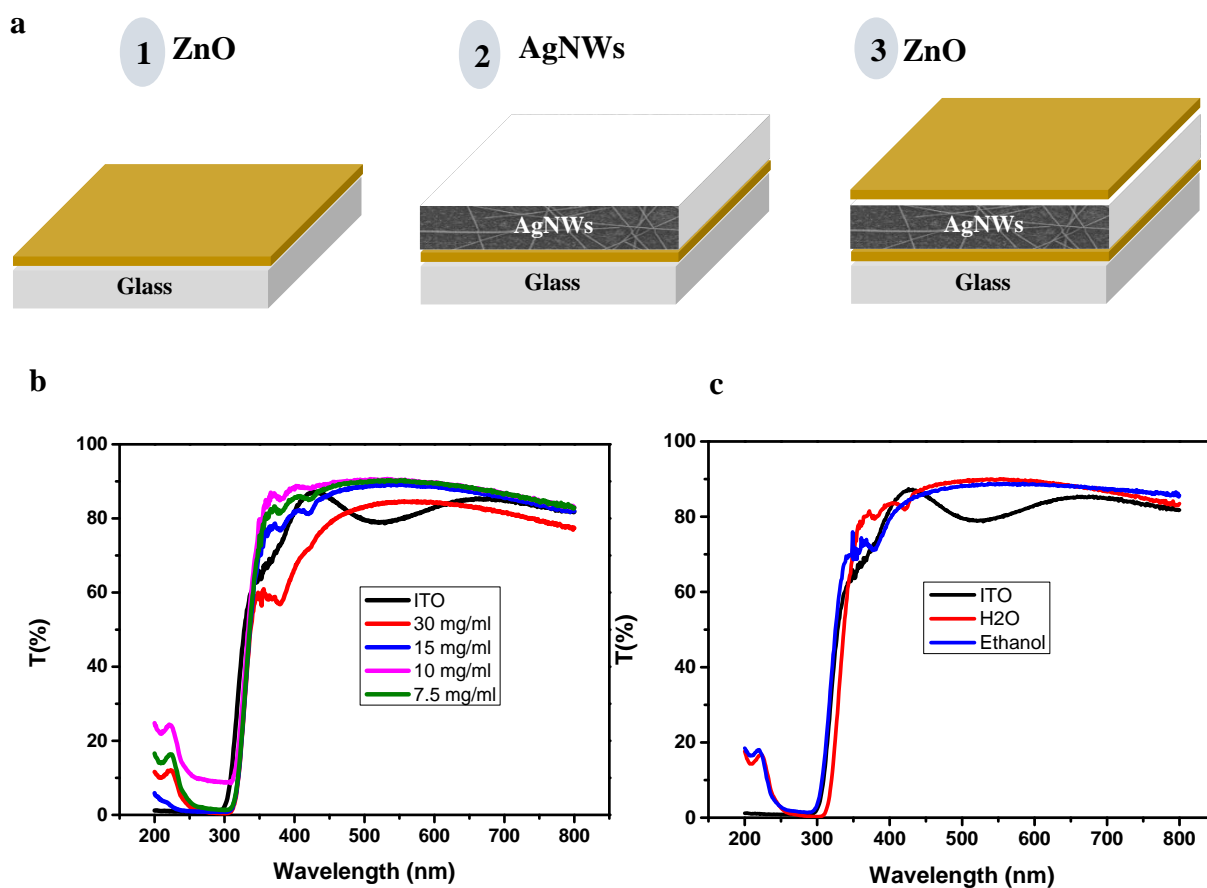 a
1 ZnO
2 AgNWs
3 ZnO
Glass
AgNWs
Glass
AgNWs
Glass
b
T(%)
100
80
60
40
20
0
200 300 400 500 600 700 800
Wavelength (nm)
ITO
30 mg/ml
15 mg/ml
10 mg/ml
7.5 mg/ml
c
T(%)
100
80
60
40
20
0
200 300 400 500 600 700 800
Wavelength (nm)
ITO
H2O
Ethanol